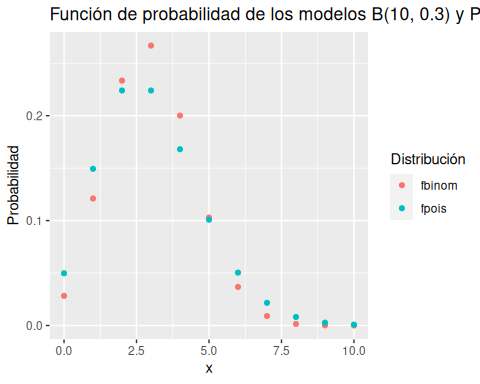 Función de probabilidad de los modelos B(10, 0.3) y P
Probabilidad
0.2
0.1
0.0
0.0
2.5
5.0
7.5
10.0
x
Distribución
fbinom
fpois